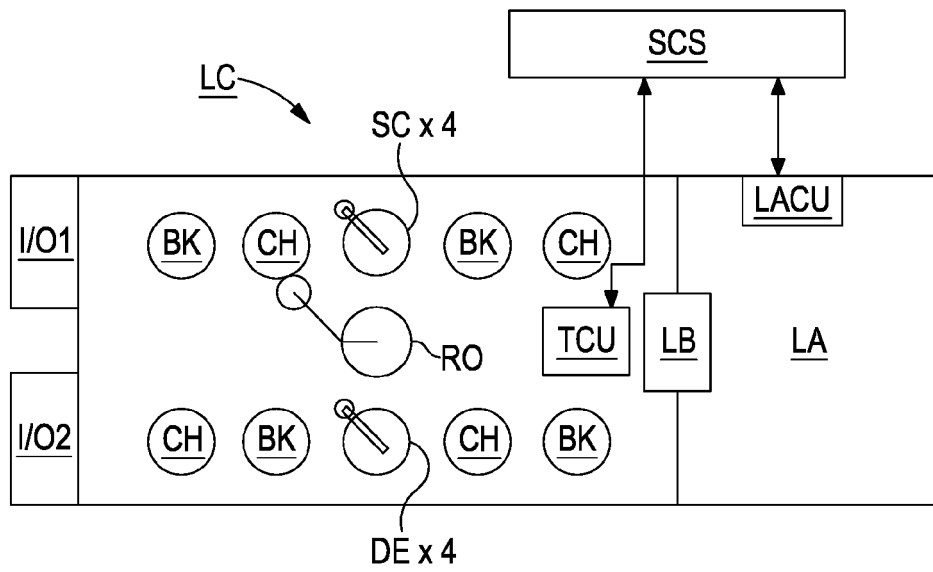 SCS
LC
SC x 4
LACU
I/O1
BK
CH
BK
CH
TCU
LB
LA
RO
I/O2
CH
BK
CH
BK
DE x 4